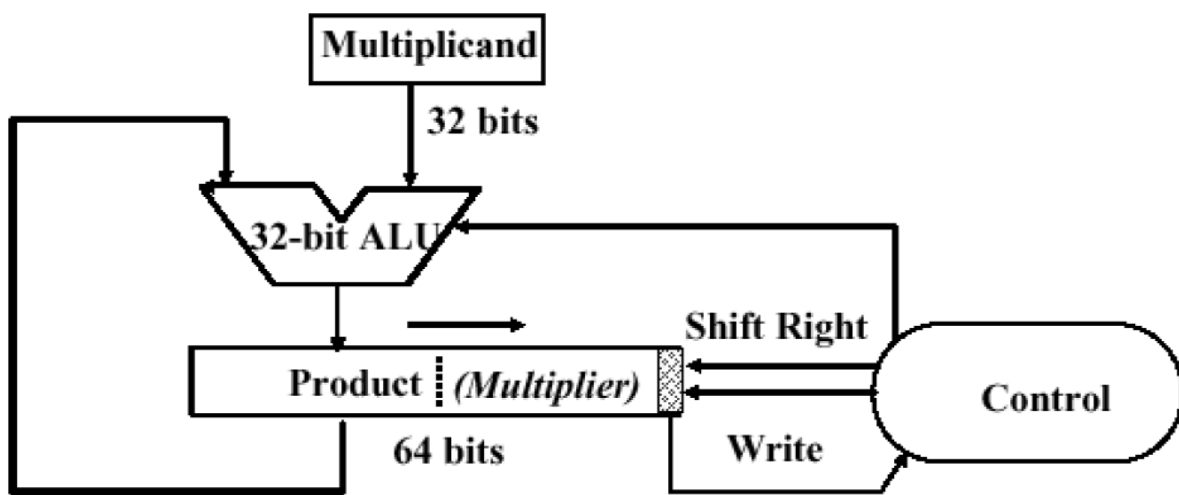 Multiplicand
32 bits
32-bit ALU
Shift Right
Product (Multiplier)
Control
64 bits
Write